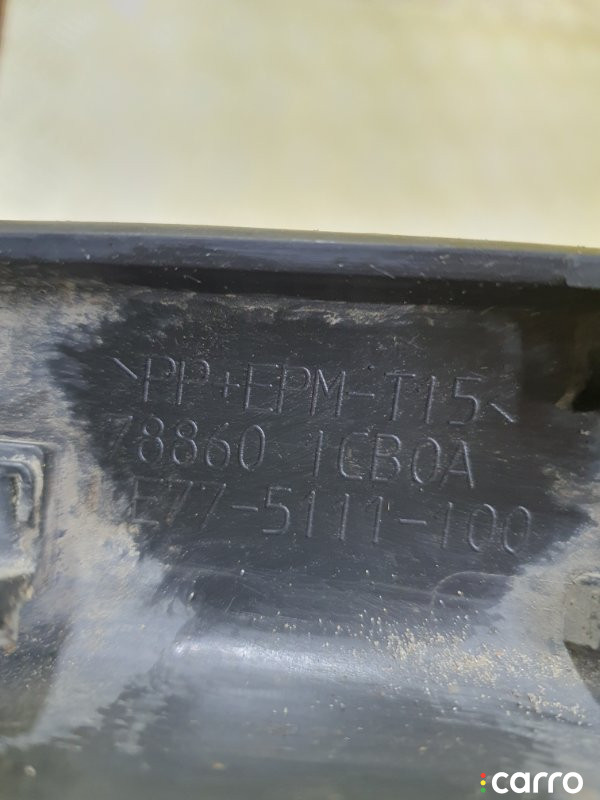 >PP+EPM-T15<
78860 1CB0A
E77-5111-100
carro